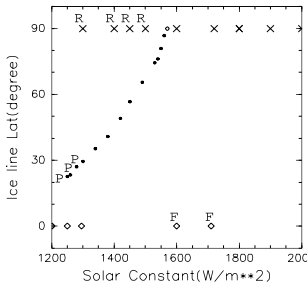 R R R R
90
60
30
0
P P P
F F
Ice line Lat(degree)
1200 1400 1600 1800 2000
Solar Constant(W/m**2)